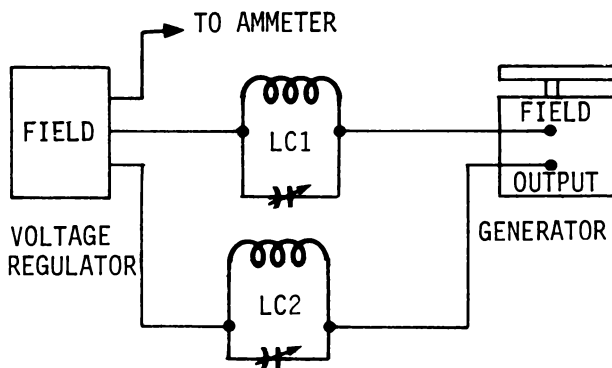 TO AMMETER
FIELD
LC1
FIELD
OUTPUT
VOLTAGE
REGULATOR
GENERATOR
LC2